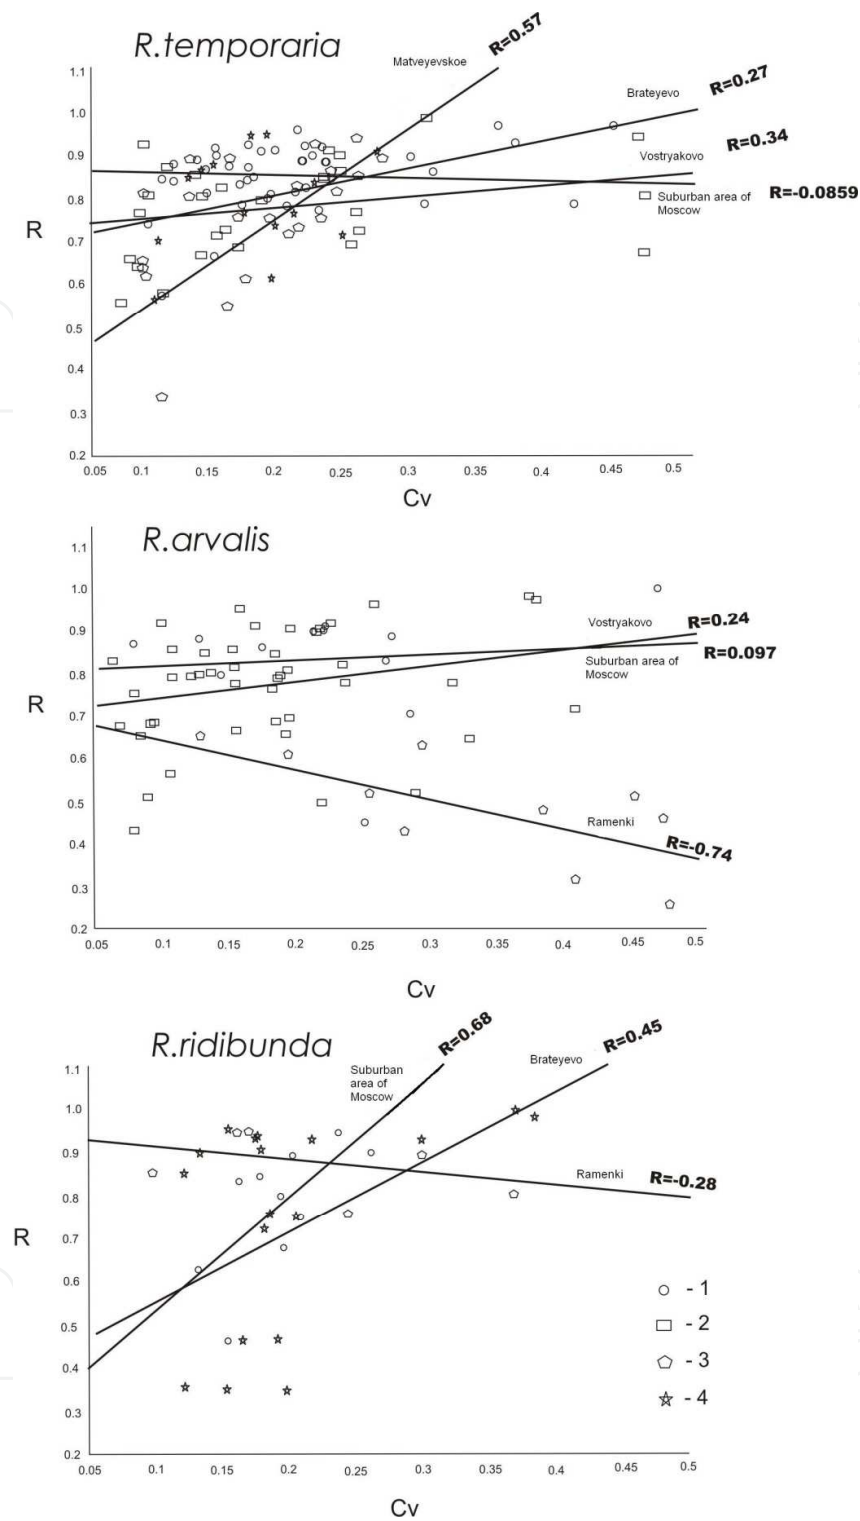 R.temporaria
R=0.57
Matveyevskoe
1.1
R=0.27
Brateyevo
1.0
R=0.34
0.9
Vostryakovo
R=-0.0859
0.8
Suburban area of
Moscow
R
0.7
0.6
0.5
0.4
0.3
0.2
0.05 0.1 0.15 0.2 0.25 0.3 0.35 0.4 0.45 0.5
Cv
R.arvalis
1.1
1.0
Vostryakovo
R=0.24
0.9
R=0.097
Suburban area of
Moscow
0.8
R
0.7
0.6
0.5
Ramenki
0.4
R=-0.74
0.3
0.2
0.05 0.1 0.15 0.2 0.25 0.3 0.35 0.4 0.45 0.5
Cv
R.ridibunda
R=0.68
R=0.45
1.1
Suburban
area of
Moscow
Brateyevo
1.0
0.9
Ramenki
R=-0.28
0.8
R
0.7
0.6
0.5
0.4
0.3
0.2
- 1
- 2
- 3
- 4
0.05 0.1 0.15 0.2 0.25 0.3 0.35 0.4 0.45 0.5
Cv